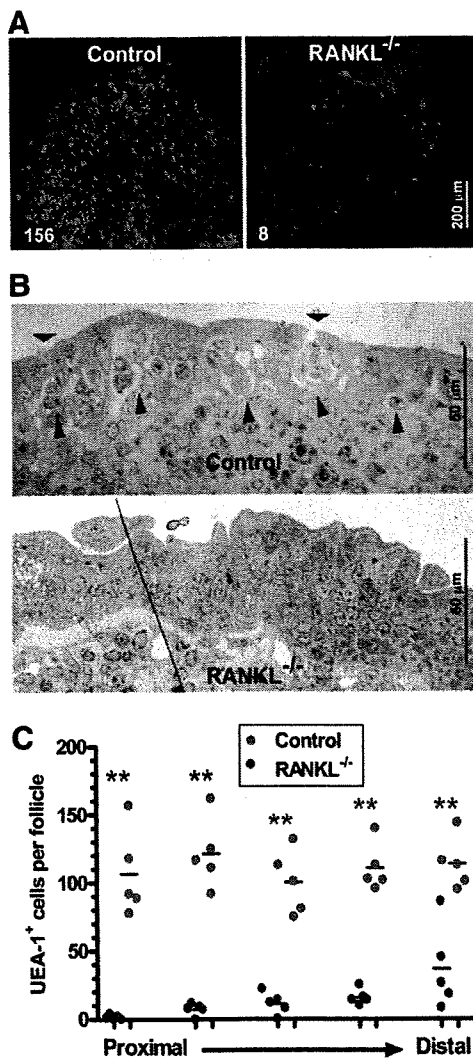 A
Control
RANKL-/-
156
8
200 µm
B
Control
60 µm
RANKL-/-
60 µm
C
UEA-1+ cells per follicle
200
150
100
50
0
Control
RANKL-/-
** ** ** ** **
Proximal
Distal